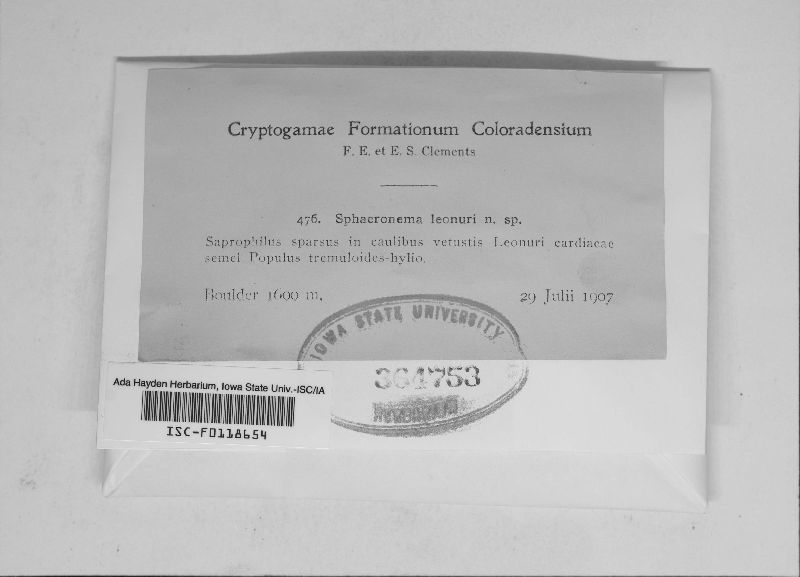 Cryptogamae Formationum Coloradensium
F. E. et E. S. Clements
476. Sphaeronema leonuri n. sp.
Saprophilus sparsus in caulibus vetustis Leonuri cardiacae
semel Populus tremuloides-hylio.
Boulder 1600 m. 29 Julii 1907
IOWA STATE UNIVERSITY
364753
HERBARIUM
Ada Hayden Herbarium, Iowa State Univ.-ISC/IA
ISC-F0118654